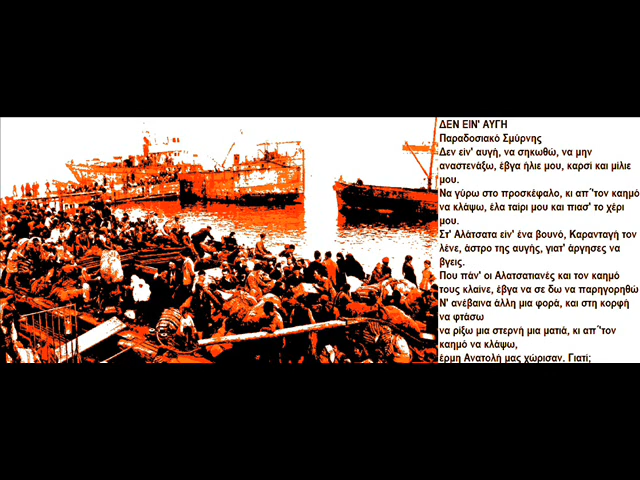 ΔΕΝ ΕΙΝ' ΑΥΓΗ
Παραδοσιακό Σμύρνης
Δεν είν' αυγή, να σηκωθώ, να μην
αναστενάξω, έβγα ήλιε μου, καρσί και μίλιε
μου.
Να γύρω στο προσκέφαλο, κι απ΄'τον καημό
να κλάψω, έλα ταίρι μου και πιασ' το χέρι
μου.
Στ' Αλάτσατα είν' ένα βουνό, Καρανταγή τον
λένε, άστρο της αυγής, γιατ' άργησες να
βγεις.
Που πάν' οι Αλατσατιανές και τον καημό
τους κλαίνε, έβγα να σε δω να παρηγορηθώ
Ν' ανέβαινα άλλη μια φορά, και στη κορφή
να φτάσω
να ρίξω μια στερνή μια ματιά, κι απ΄'τον
καημό να κλάψω,
έρμη Ανατολή μας χώρισαν. Γιατί;